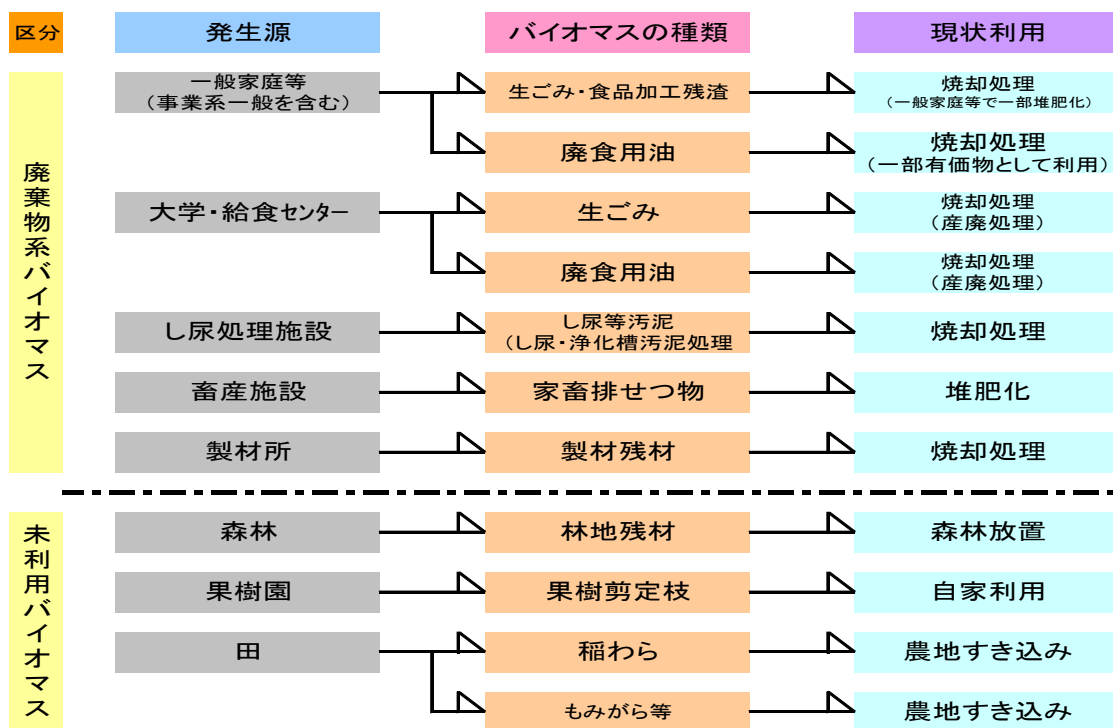 区分
発生源
バイオマスの種類
現状利用
廃棄物系バイオマス
一般家庭等
（事業系一般を含む）
生ごみ・食品加工残渣
焼却処理
（一般家庭等で一部堆肥化）
廃食用油
焼却処理
（一部有価物として利用）
大学・給食センター
生ごみ
焼却処理
（産廃処理）
廃食用油
焼却処理
（産廃処理）
し尿処理施設
し尿等汚泥
（し尿・浄化槽汚泥処理
焼却処理
畜産施設
家畜排せつ物
堆肥化
製材所
製材残材
焼却処理
未利用バイオマス
森林
林地残材
森林放置
果樹園
果樹剪定枝
自家利用
田
稲わら
農地すき込み
もみがら等
農地すき込み